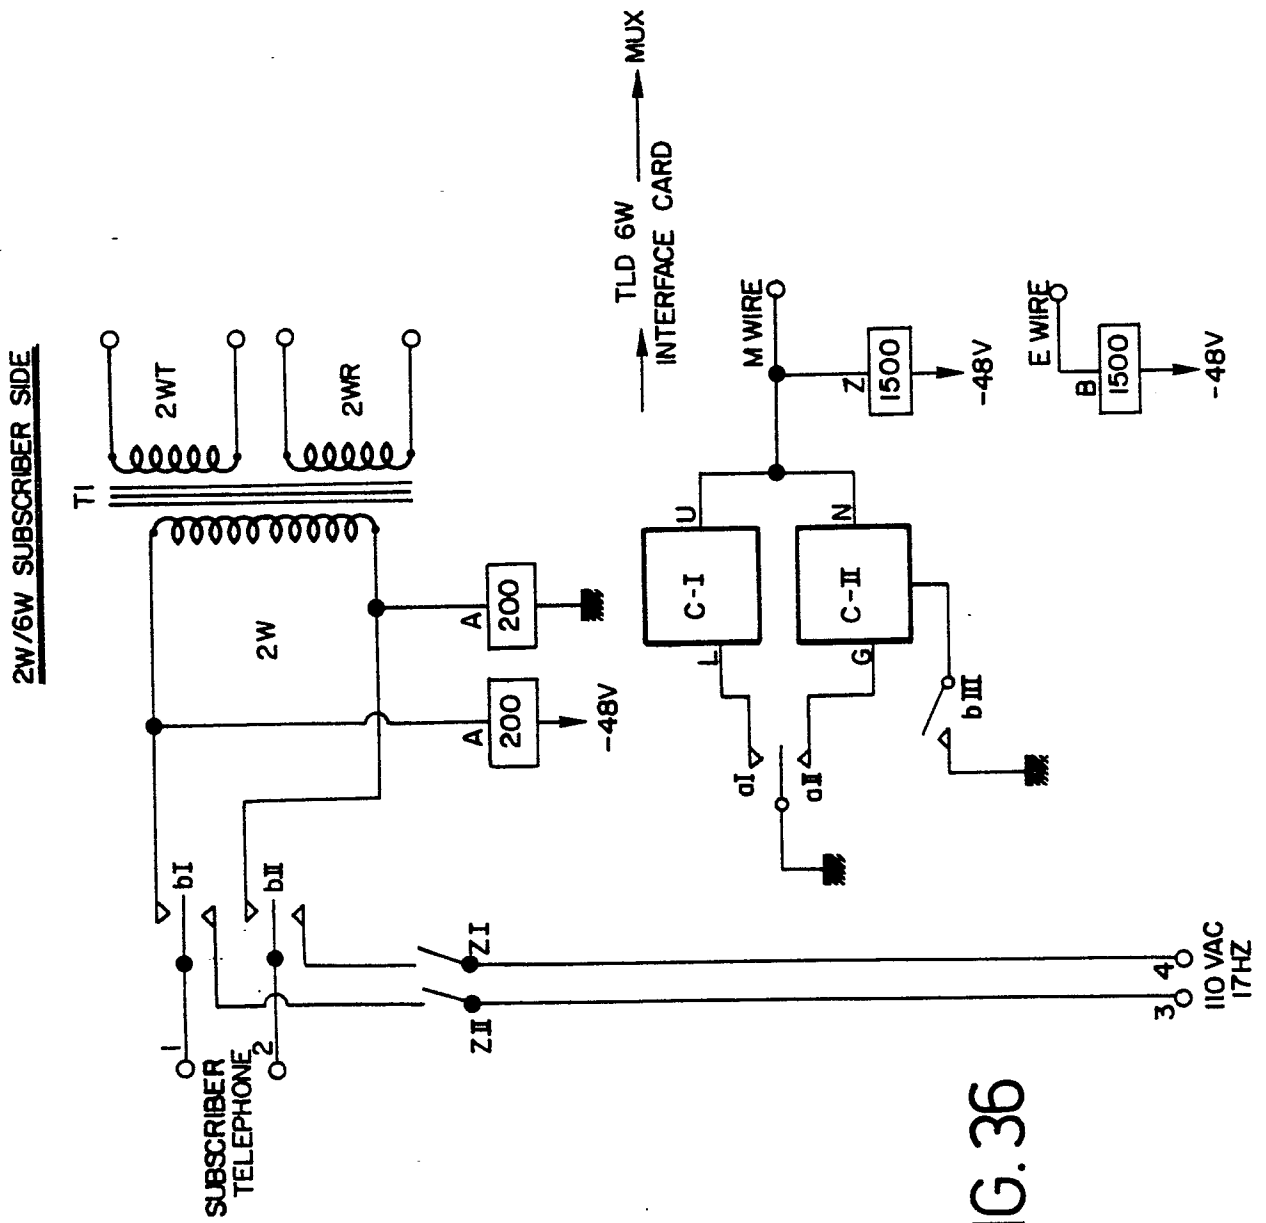 2W/6W SUBSCRIBER SIDE
T1
2WT
2WR
2W
A
200
-48V
A
200
bI
bII
1
2
SUBSCRIBER
TELEPHONE
ZI
ZII
3
4
110 VAC
17HZ
TLD 6W
INTERFACE CARD
MUX
C-I
L
U
C-II
G
N
aI
aII
bIII
M WIRE
Z
1500
-48V
E WIRE
B
1500
-48V
IG. 36